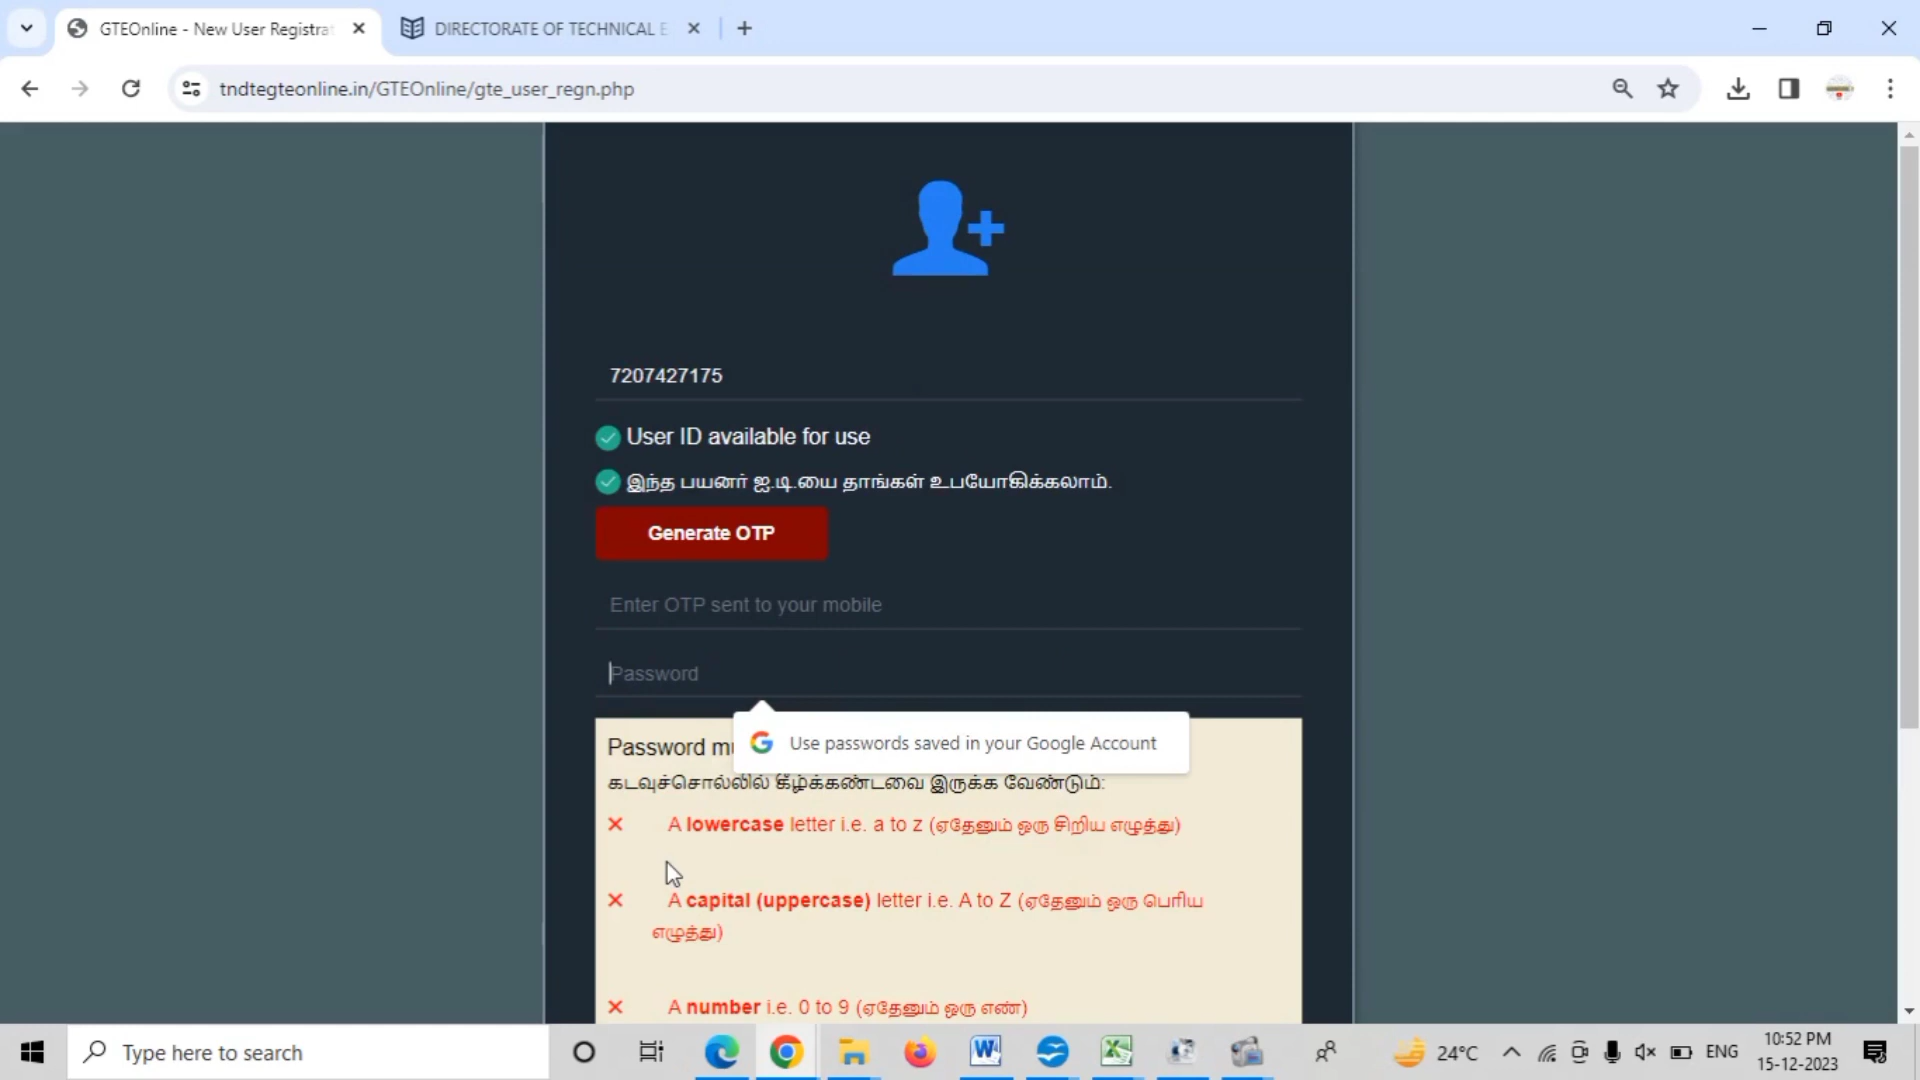 GTEOnline - New User Registrat
DIRECTORATE OF TECHNICAL E
tndtegteonline.in/GTEOnline/gte_user_regn.php
7207427175
User ID available for use
இந்த பயனர் ஐ.டி.யை தாங்கள் உபயோகிக்கலாம்.
Generate OTP
Enter OTP sent to your mobile
Password
Use passwords saved in your Google Account
Password mu
கடவுச்சொல்லில் கீழ்க்கண்டவை இருக்க வேண்டும்:
A lowercase letter i.e. a to z (ஏதேனும் ஒரு சிறிய எழுத்து)
A capital (uppercase) letter i.e. A to Z (ஏதேனும் ஒரு பெரிய
எழுத்து)
A number i.e. 0 to 9 (ஏதேனும் ஒரு எண்)
Type here to search
24°C
ENG
10:52 PM
15-12-2023